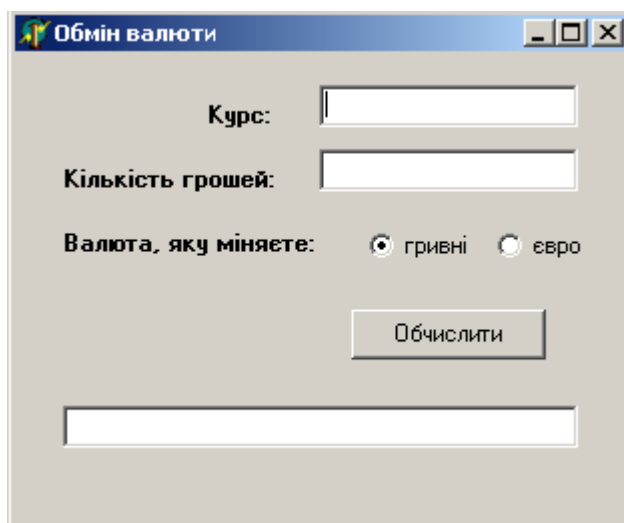 Обмін валюти
Курс:
Кількість грошей:
Валюта, яку міняєте: гривні євро
Обчислити